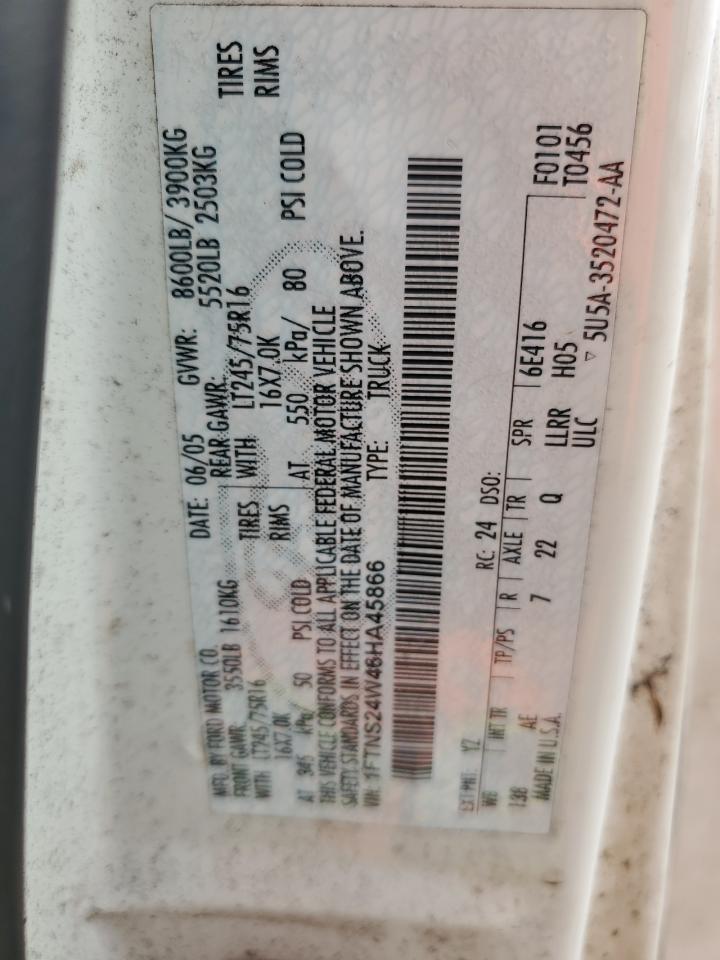 MFD. BY FORD MOTOR CO. DATE: 06/05 GVWR: 8600LB/ 3900KG
FRONT GAWR: 3550LB 1610KG REAR GAWR: 5520LB 2503KG
WITH LT245/75R16 TIRES WITH LT245/75R16 TIRES
16X7.0K RIMS 16X7.0K RIMS
AT 345 kPa/ 50 PSI COLD AT 550 kPa/ 80 PSI COLD
THIS VEHICLE CONFORMS TO ALL APPLICABLE FEDERAL MOTOR VEHICLE
SAFETY STANDARDS IN EFFECT ON THE DATE OF MANUFACTURE SHOWN ABOVE.
VIN: 1FTNS24W46HA45866 TYPE: TRUCK
F0101
T0456
EXT PNT: YZ RC: 24 DSO:
WB INT TR TP/PS R AXLE TR SPR 6E416
138 AE 7 22 Q LLRR H05
MADE IN U.S.A. ULC ▽ 5U5A-3520472-AA